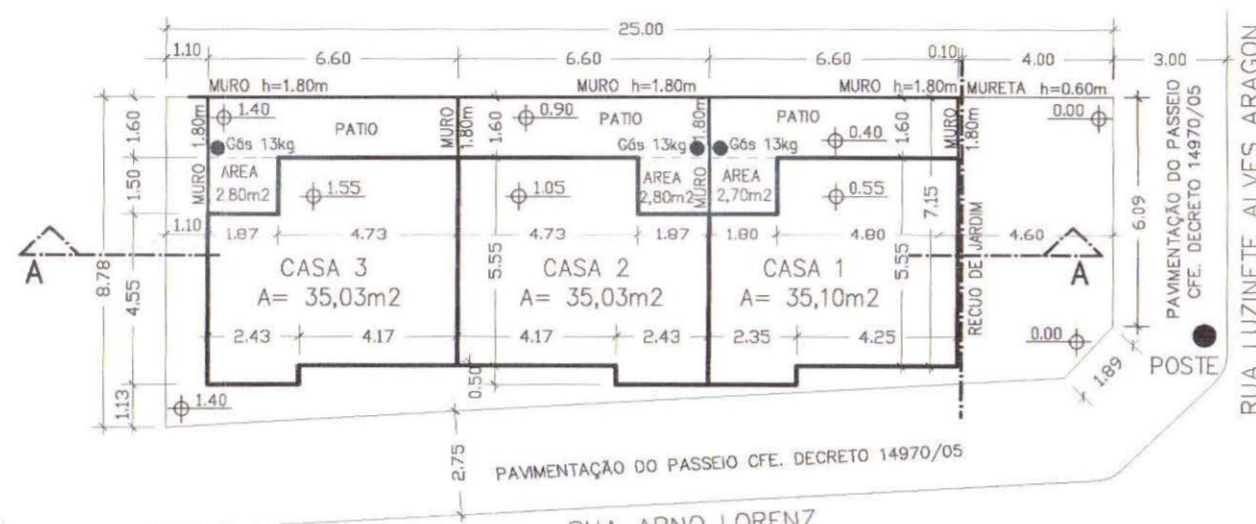 25.00
1.10 6.60 6.60 6.60 0.10 4.00 3.00
MURO h=1.80m MURO h=1.80m MURO h=1.80m MURETA h=0.60m
1.60 1.80m 1.40 PATIO MURO 1.80m 1.60 0.90 PATIO 1.80m 0.40 PATIO 1.60 MURO 1.80m 0.00
Gás 13kg Gás 13kg Gás 13kg
1.50 MURO AREA 2.80m2 1.55 1.05 AREA 2,80m2 MURO AREA 2,70m2 0.55 7.15
1.10 1.87 4.73 4.73 1.87 1.80 4.80 4.60
A A
8.78 4.55 5.55 5.55 6.09
CASA 3 CASA 2 CASA 1
A= 35,03m2 A= 35,03m2 A= 35,10m2
RECUO DE JARDIM
2.43 4.17 4.17 2.43 2.35 4.25 0.00
PAVIMENTAÇÃO DO PASSEIO
CFE. DECRETO 14970/05
POSTE
RUA LUIZINETE ALVES ARAGON
1.13 1.40 0.50 1.89
2.75
PAVIMENTAÇÃO DO PASSEIO CFE. DECRETO 14970/05
RUA ARNO LORENZ